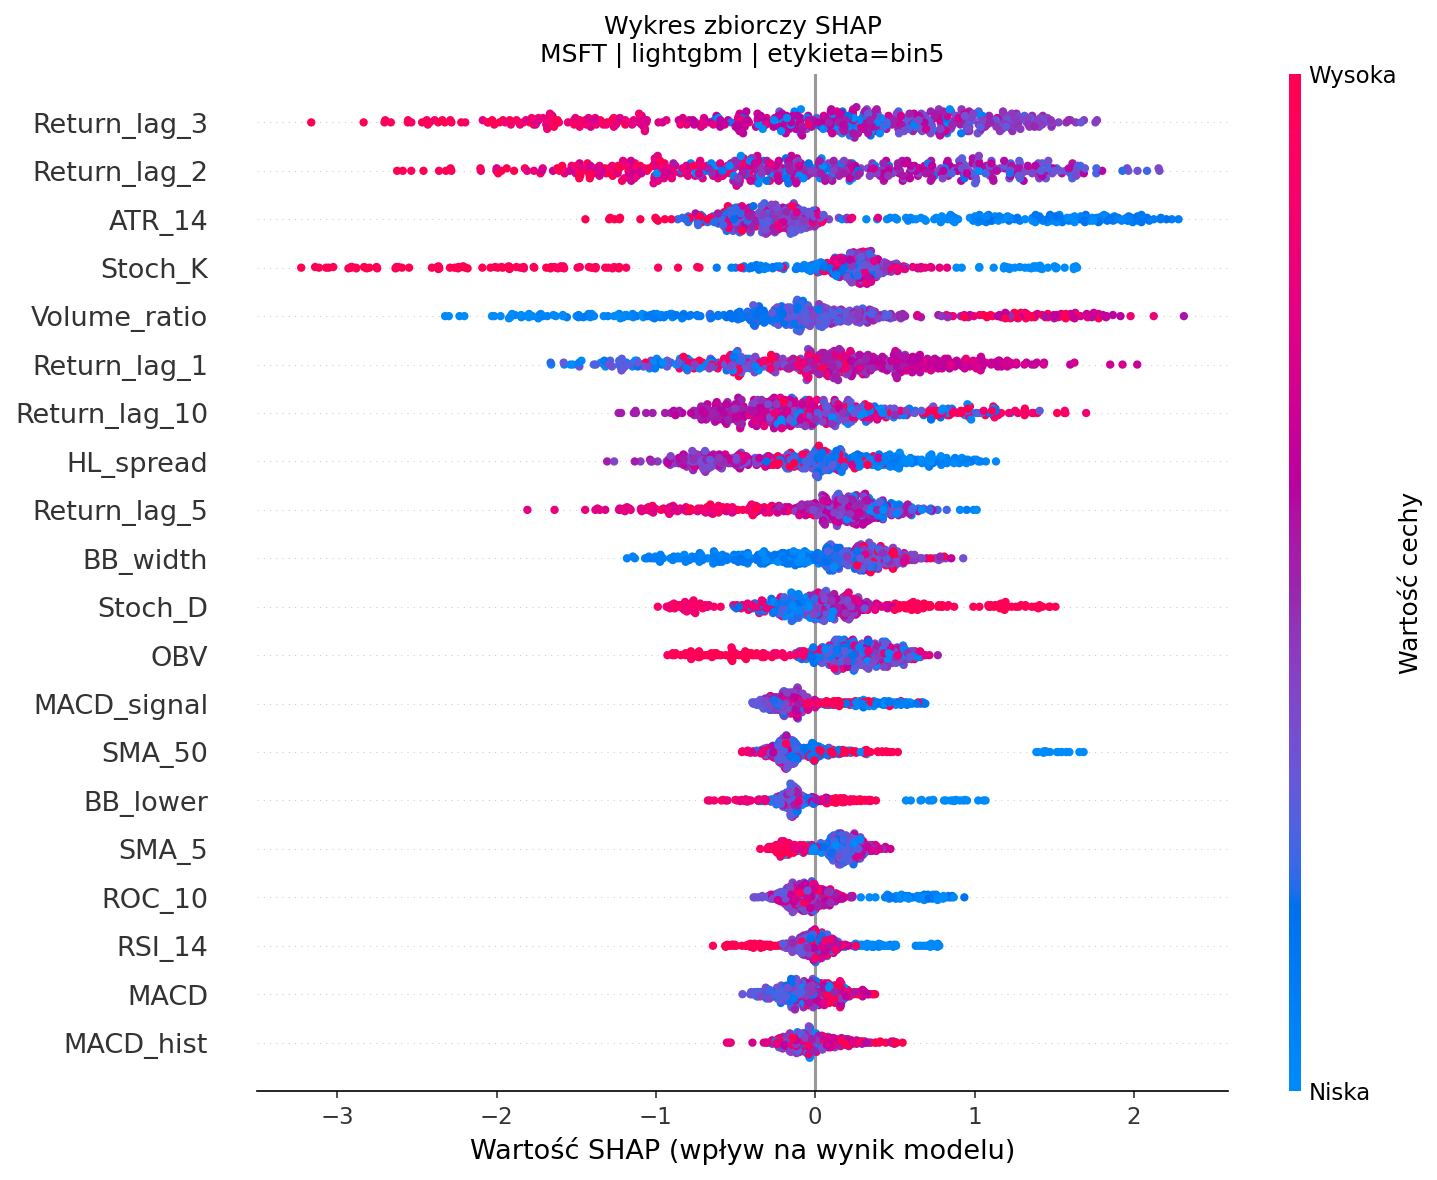 Wykres zbiorczy SHAP
MSFT | lightgbm | etykieta=bin5
Wysoka
Return_lag_3
Return_lag_2
ATR_14
Stoch_K
Volume_ratio
Return_lag_1
Return_lag_10
HL_spread
Return_lag_5
BB_width
Stoch_D
OBV
MACD_signal
SMA_50
BB_lower
SMA_5
ROC_10
RSI_14
MACD
MACD_hist
Wartość cechy
Niska
−3 −2 −1 0 1 2
Wartość SHAP (wpływ na wynik modelu)